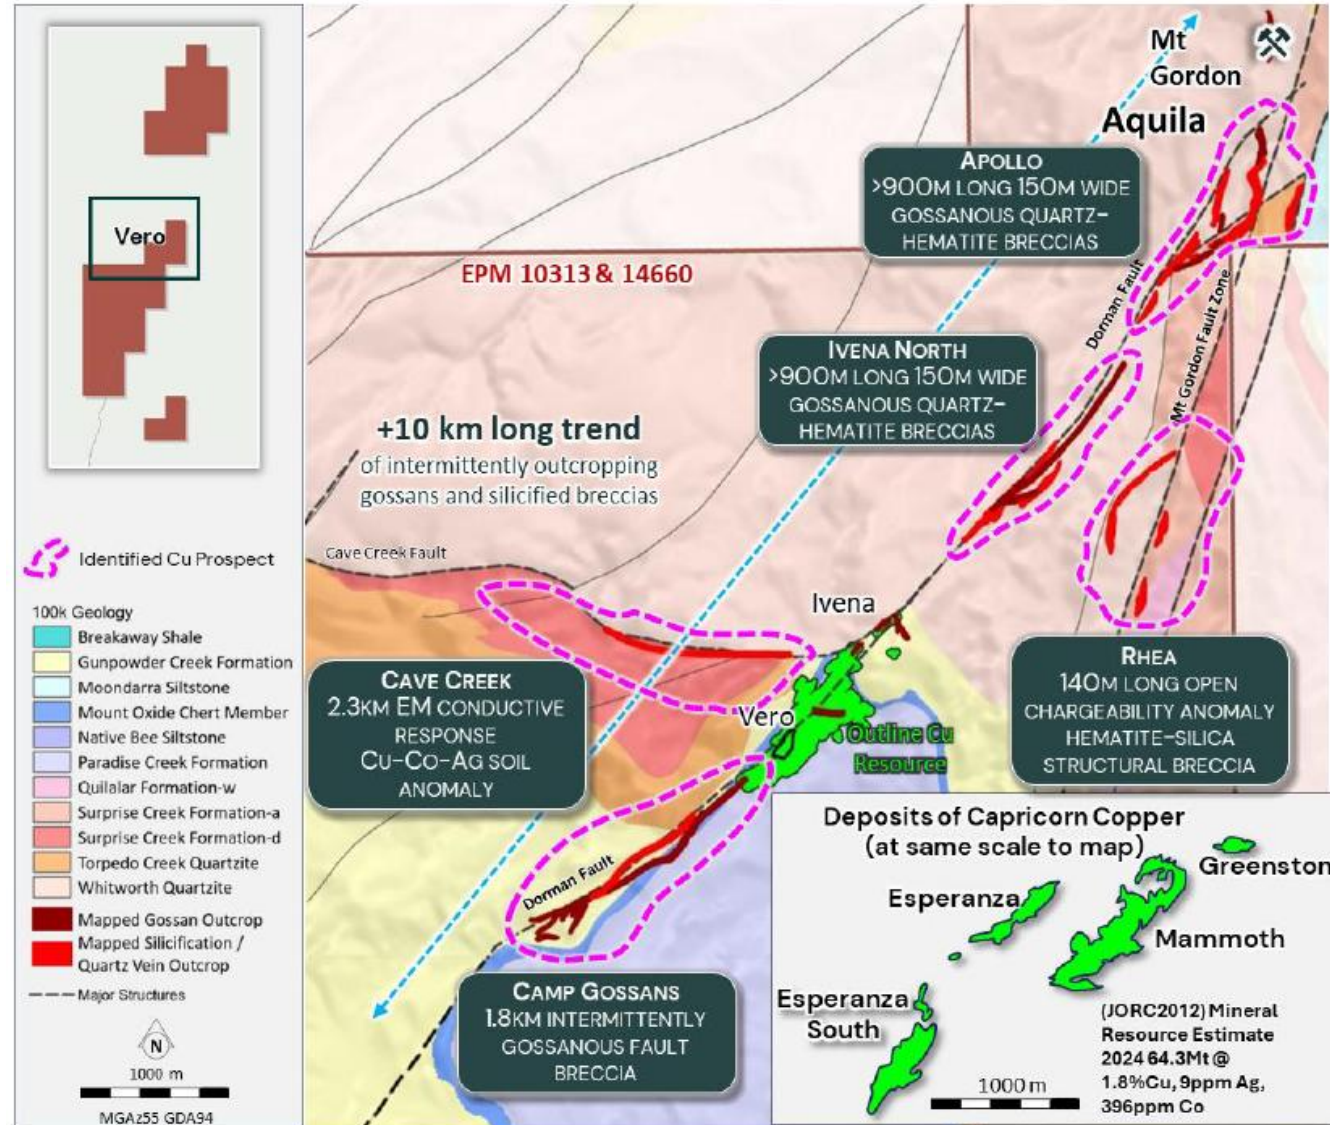 Vero
Identified Cu Prospect
100k Geology
Breakaway Shale
Gunpowder Creek Formation
Moondarra Siltstone
Mount Oxide Chert Member
Native Bee Siltstone
Paradise Creek Formation
Quilalar Formation-w
Surprise Creek Formation-a
Surprise Creek Formation-d
Torpedo Creek Quartzite
Whitworth Quartzite
Mapped Gossan Outcrop
Mapped Silicification /
Quartz Vein Outcrop
Major Structures
N
1000 m
MGAz55 GDA94
Mt
Gordon
Aquila
APOLLO
>900M LONG 150M WIDE
GOSSANOUS QUARTZ-
HEMATITE BRECCIAS
EPM 10313 & 14660
Dorman Fault
Mt Gordon Fault Zone
IVENA NORTH
>900M LONG 150M WIDE
GOSSANOUS QUARTZ-
HEMATITE BRECCIAS
+10 km long trend
of intermittently outcropping
gossans and silicified breccias
Cave Creek Fault
Ivena
CAVE CREEK
2.3KM EM CONDUCTIVE
RESPONSE
CU-CO-AG SOIL
ANOMALY
Vero
Outline Cu
Resource
RHEA
140M LONG OPEN
CHARGEABILITY ANOMALY
HEMATITE-SILICA
STRUCTURAL BRECCIA
Dorman Fault
CAMP GOSSANS
1.8KM INTERMITTENTLY
GOSSANOUS FAULT
BRECCIA
Deposits of Capricorn Copper
(at same scale to map)
Greenston
Esperanza
Mammoth
Esperanza
South
(JORC2012) Mineral
Resource Estimate
2024 64.3Mt @
1.8%Cu, 9ppm Ag,
396ppm Co
1000 m